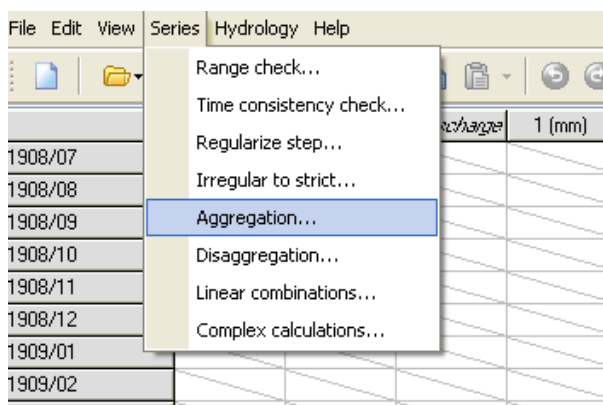 File Edit View Series Hydrology Help
Range check...
Time consistency check...
Regularize step...
Irregular to strict...
Aggregation...
Disaggregation...
Linear combinations...
Complex calculations...
1 (mm)
1908/07
1908/08
1908/09
1908/10
1908/11
1908/12
1909/01
1909/02